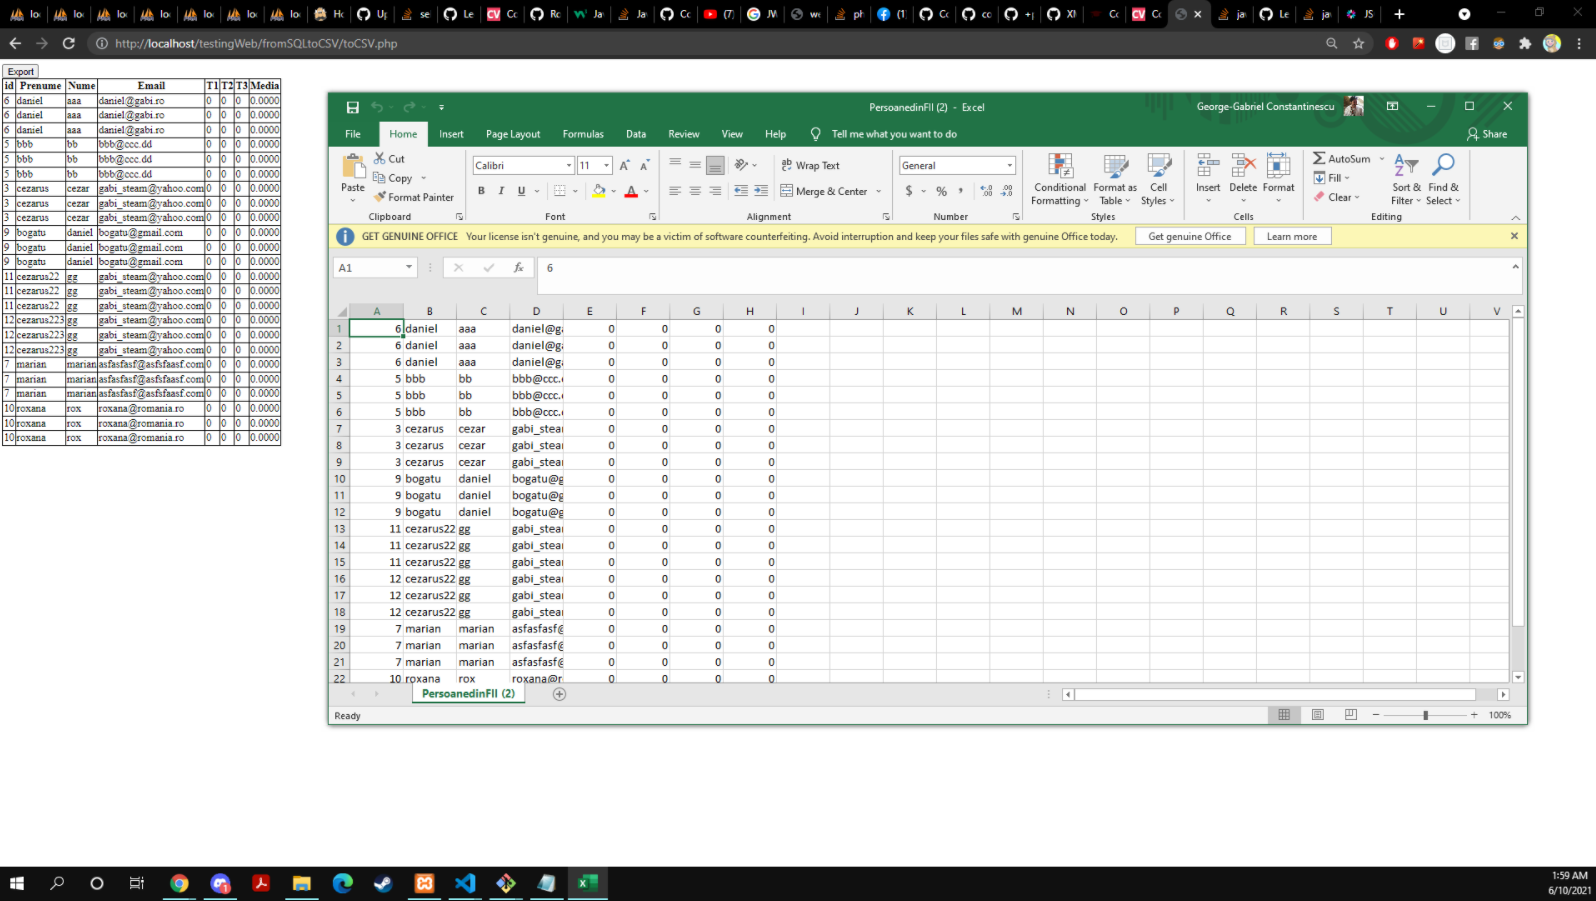 http://localhost/testingWeb/fromSQLtoCSV/toCSV.php
Export
id Prenume Nume Email T1 T2 T3 Media
6 daniel aaa daniel@gabi.ro 0 0 0 0.0000
6 daniel aaa daniel@gabi.ro 0 0 0 0.0000
6 daniel aaa daniel@gabi.ro 0 0 0 0.0000
5 bbb bb bbb@ccc.dd 0 0 0 0.0000
5 bbb bb bbb@ccc.dd 0 0 0 0.0000
5 bbb bb bbb@ccc.dd 0 0 0 0.0000
3 cezarus cezar gabi_steam@yahoo.com 0 0 0 0.0000
3 cezarus cezar gabi_steam@yahoo.com 0 0 0 0.0000
3 cezarus cezar gabi_steam@yahoo.com 0 0 0 0.0000
9 bogatu daniel bogatu@gmail.com 0 0 0 0.0000
9 bogatu daniel bogatu@gmail.com 0 0 0 0.0000
9 bogatu daniel bogatu@gmail.com 0 0 0 0.0000
11 cezarus22 gg gabi_steam@yahoo.com 0 0 0 0.0000
11 cezarus22 gg gabi_steam@yahoo.com 0 0 0 0.0000
11 cezarus22 gg gabi_steam@yahoo.com 0 0 0 0.0000
12 cezarus223 gg gabi_steam@yahoo.com 0 0 0 0.0000
12 cezarus223 gg gabi_steam@yahoo.com 0 0 0 0.0000
12 cezarus223 gg gabi_steam@yahoo.com 0 0 0 0.0000
7 marian marian asfasfasf@asfsfaasf.com 0 0 0 0.0000
7 marian marian asfasfasf@asfsfaasf.com 0 0 0 0.0000
7 marian marian asfasfasf@asfsfaasf.com 0 0 0 0.0000
10 roxana rox roxana@romania.ro 0 0 0 0.0000
10 roxana rox roxana@romania.ro 0 0 0 0.0000
10 roxana rox roxana@romania.ro 0 0 0 0.0000
PersoanedinFII (2) - Excel
George-Gabriel Constantinescu
File Home Insert Page Layout Formulas Data Review View Help Tell me what you want to do Share
Paste Cut Copy Format Painter
Calibri 11
B I U A
Wrap Text
Merge & Center
General
$ % ,
Conditional Formatting Format as Table Cell Styles
Insert Delete Format
AutoSum Fill Clear
Sort & Filter Find & Select
Clipboard Font Alignment Number Styles Cells Editing
GET GENUINE OFFICE Your license isn't genuine, and you may be a victim of software counterfeiting. Avoid interruption and keep your files safe with genuine Office today. Get genuine Office Learn more
A1 fx 6
A B C D E F G H I J K L M N O P Q R S T U V
1 6 daniel aaa daniel@ga 0 0 0 0
2 6 daniel aaa daniel@ga 0 0 0 0
3 6 daniel aaa daniel@ga 0 0 0 0
4 5 bbb bb bbb@ccc. 0 0 0 0
5 5 bbb bb bbb@ccc. 0 0 0 0
6 5 bbb bb bbb@ccc. 0 0 0 0
7 3 cezarus cezar gabi_stea 0 0 0 0
8 3 cezarus cezar gabi_stea 0 0 0 0
9 3 cezarus cezar gabi_stea 0 0 0 0
10 9 bogatu daniel bogatu@g 0 0 0 0
11 9 bogatu daniel bogatu@g 0 0 0 0
12 9 bogatu daniel bogatu@g 0 0 0 0
13 11 cezarus22 gg gabi_stea 0 0 0 0
14 11 cezarus22 gg gabi_stea 0 0 0 0
15 11 cezarus22 gg gabi_stea 0 0 0 0
16 12 cezarus22 gg gabi_stea 0 0 0 0
17 12 cezarus22 gg gabi_stea 0 0 0 0
18 12 cezarus22 gg gabi_stea 0 0 0 0
19 7 marian marian asfasfasf@ 0 0 0 0
20 7 marian marian asfasfasf@ 0 0 0 0
21 7 marian marian asfasfasf@ 0 0 0 0
22 10 roxana rox roxana@r 0 0 0 0
PersoanedinFII (2)
Ready 100%
1:59 AM
6/10/2021